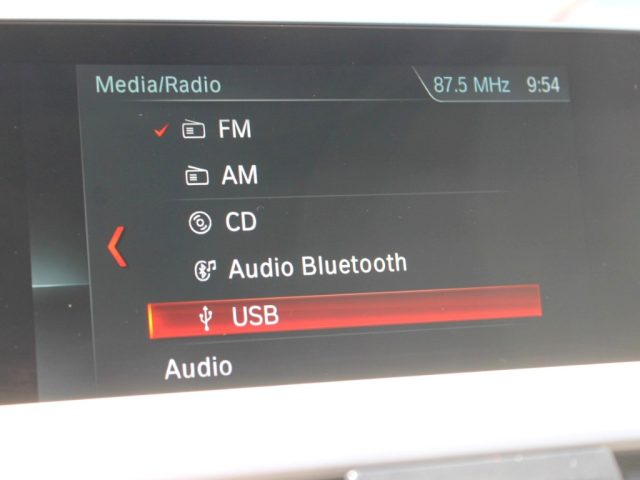 Media/Radio 87.5 MHz 9:54
FM
AM
CD
Audio Bluetooth
USB
Audio